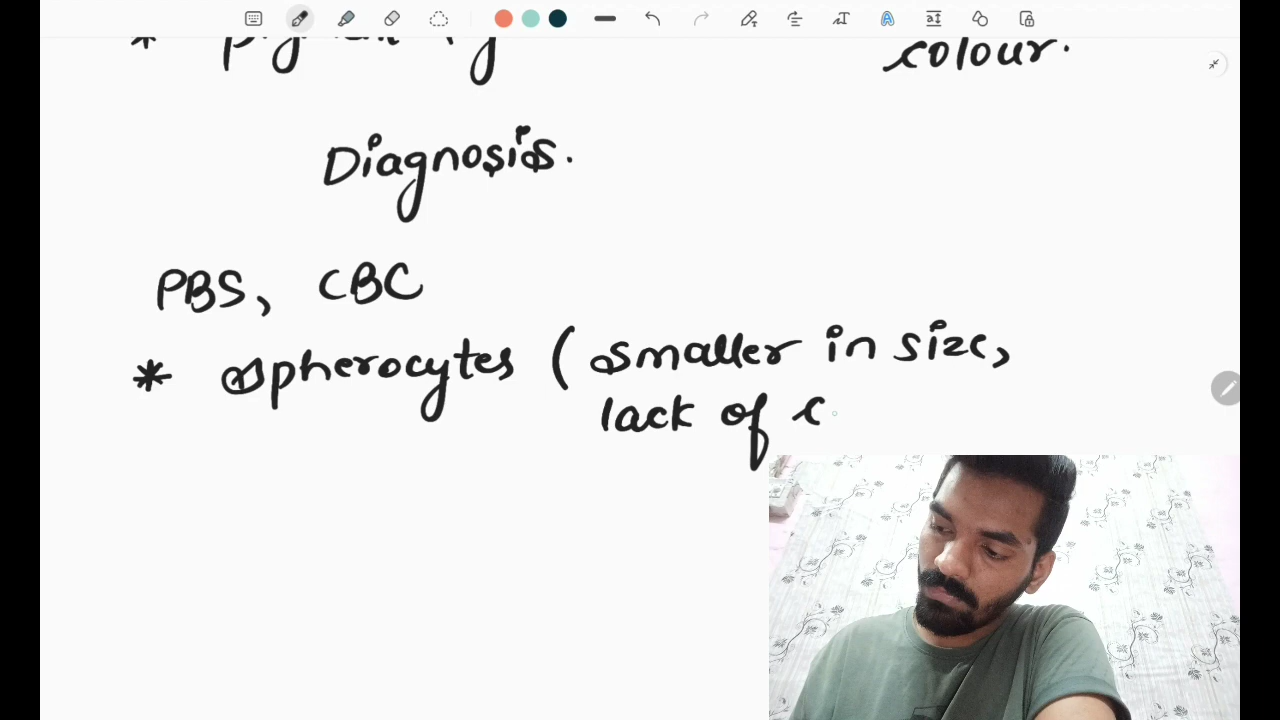 colour.
Diagnosis.
PBS, CBC
* Spherocytes (smaller in size,
lack of c